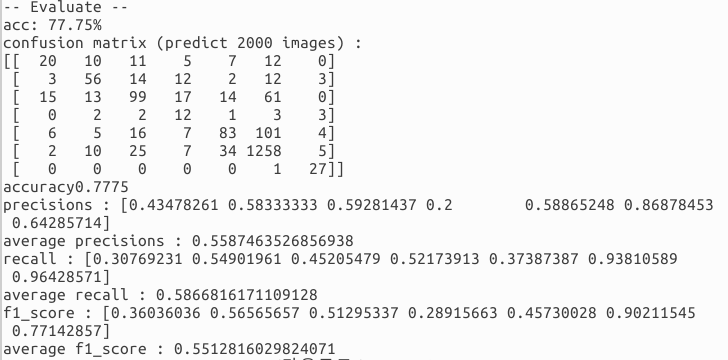 -- Evaluate --
acc: 77.75%
confusion matrix (predict 2000 images) :
[[  20   10   11    5    7   12    0]
 [   3   56   14   12    2   12    3]
 [  15   13   99   17   14   61    0]
 [   0    2    2   12    1    3    3]
 [   6    5   16    7   83  101    4]
 [   2   10   25    7   34 1258    5]
 [   0    0    0    0    0    1   27]]
accuracy0.7775
precisions : [0.43478261 0.58333333 0.59281437 0.2        0.58865248 0.86878453
 0.64285714]
average precisions : 0.5587463526856938
recall : [0.30769231 0.54901961 0.45205479 0.52173913 0.37387387 0.93810589
 0.96428571]
average recall : 0.5866816171109128
f1_score : [0.36036036 0.56565657 0.51295337 0.28915663 0.45730028 0.90211545
 0.77142857]
average f1_score : 0.5512816029824071